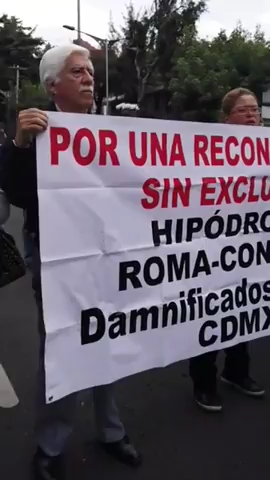 POR UNA RECON
SIN EXCLU
HIPÓDRO
ROMA-CON
Damnificados
CDMX